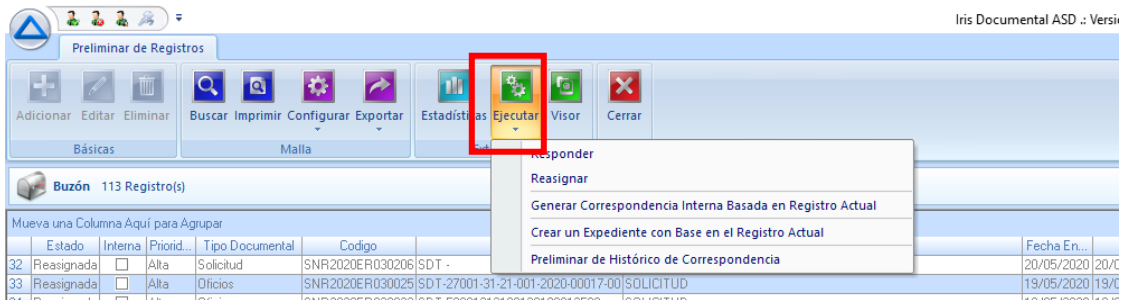 Iris Documental ASD .: Versi
Preliminar de Registros
Adicionar Editar Eliminar Buscar Imprimir Configurar Exportar Estadísticas Ejecutar Visor Cerrar
Básicas Malla Ext
Responder
Reasignar
Generar Correspondencia Interna Basada en Registro Actual
Crear un Expediente con Base en el Registro Actual
Preliminar de Histórico de Correspondencia
Buzón 113 Registro(s)
Mueva una Columna Aquí para Agrupar
Estado Interna Priorid... Tipo Documental Codigo Fecha En...
32 Reasignada Alta Solicitud SNR2020ER030206 SDT - 20/05/2020
33 Reasignada Alta Oficios SNR2020ER030025 SDT-27001-31-21-001-2020-00017-00 SOLICITUD 19/05/2020